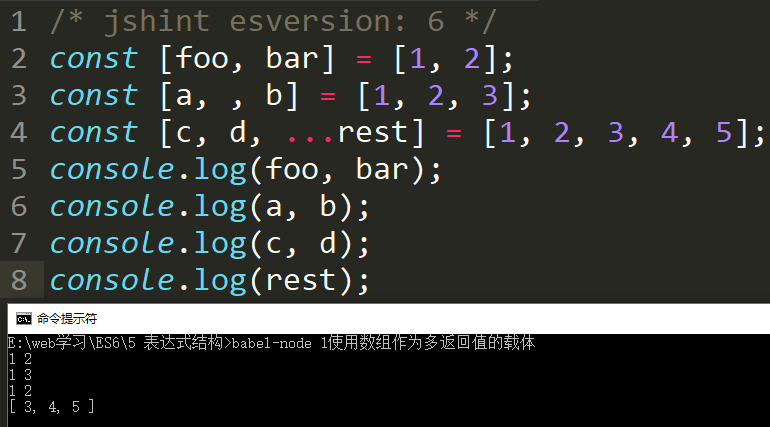 1 /* jshint esversion: 6 */
2 const [foo, bar] = [1, 2];
3 const [a, , b] = [1, 2, 3];
4 const [c, d, ...rest] = [1, 2, 3, 4, 5];
5 console.log(foo, bar);
6 console.log(a, b);
7 console.log(c, d);
8 console.log(rest);
命令提示符
E:\web学习\ES6\5 表达式结构>babel-node 1使用数组作为多返回值的载体
1 2
1 3
1 2
[ 3, 4, 5 ]